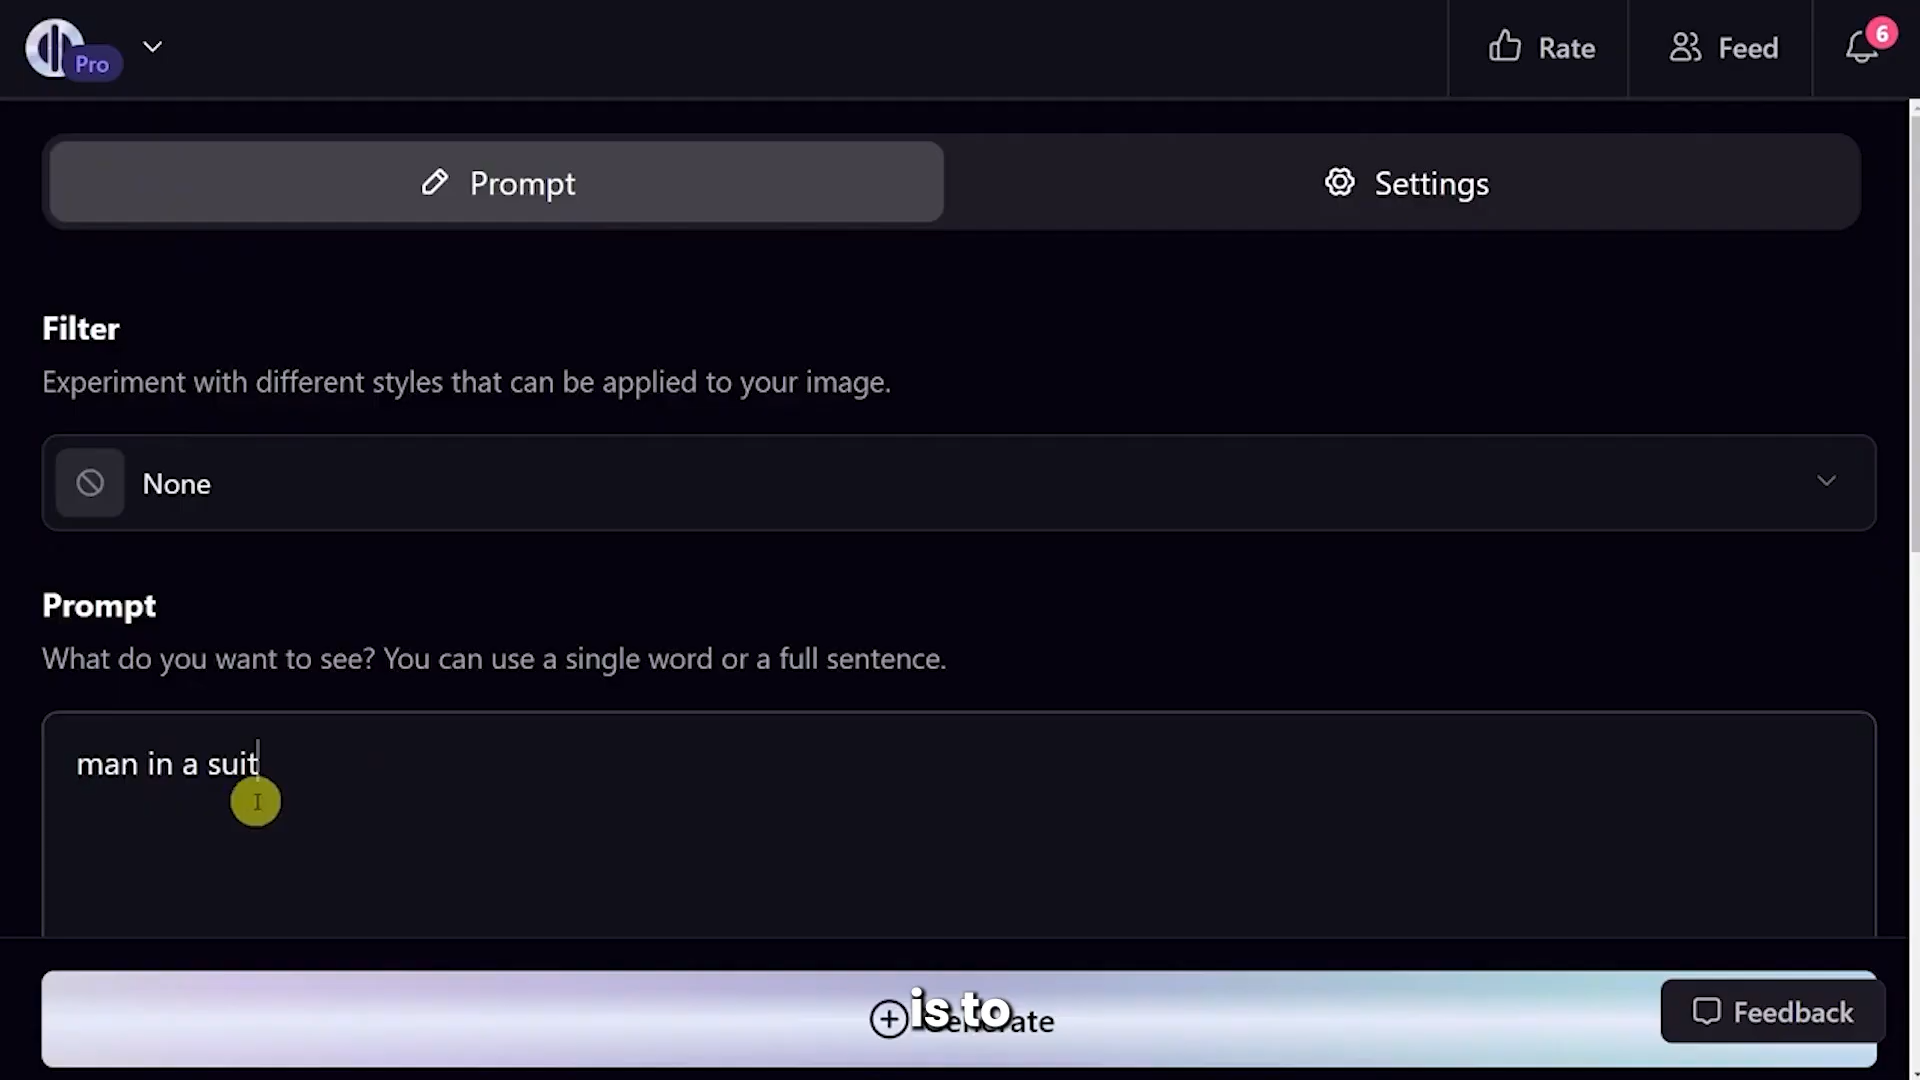 Pro
Rate
Feed
6
Prompt
Settings
Filter
Experiment with different styles that can be applied to your image.
None
Prompt
What do you want to see? You can use a single word or a full sentence.
man in a suit
is to
Generate
Feedback